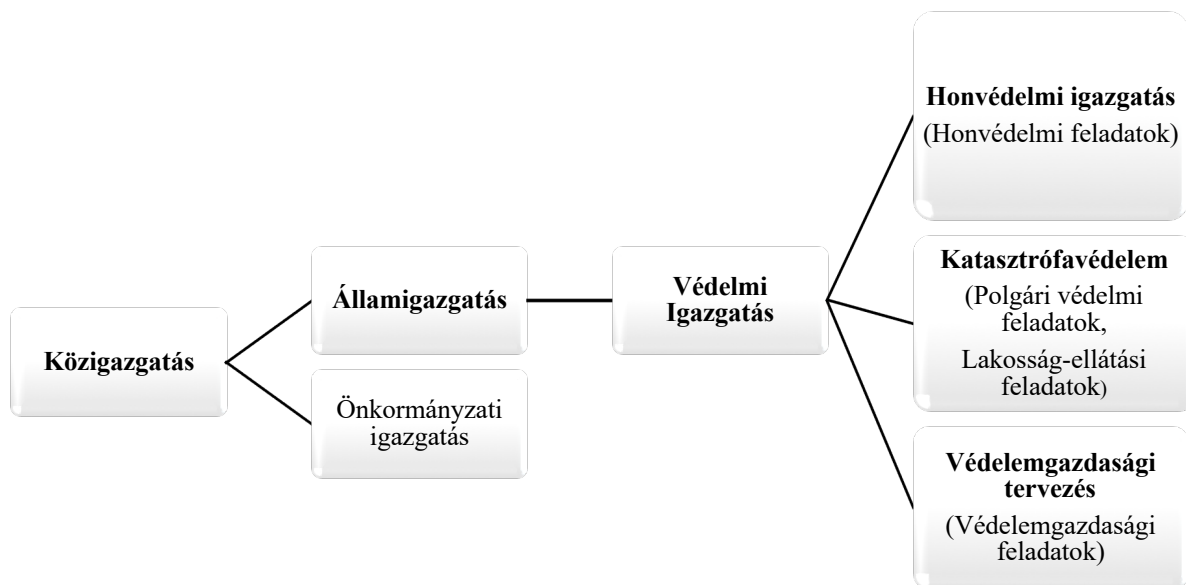 Közigazgatás
Államigazgatás
Önkormányzati
igazgatás
Védelmi
Igazgatás
Honvédelmi igazgatás
(Honvédelmi feladatok)
Katasztrófavédelem
(Polgári védelmi
feladatok,
Lakosság-ellátási
feladatok)
Védelemgazdasági
tervezés
(Védelemgazdasági
feladatok)